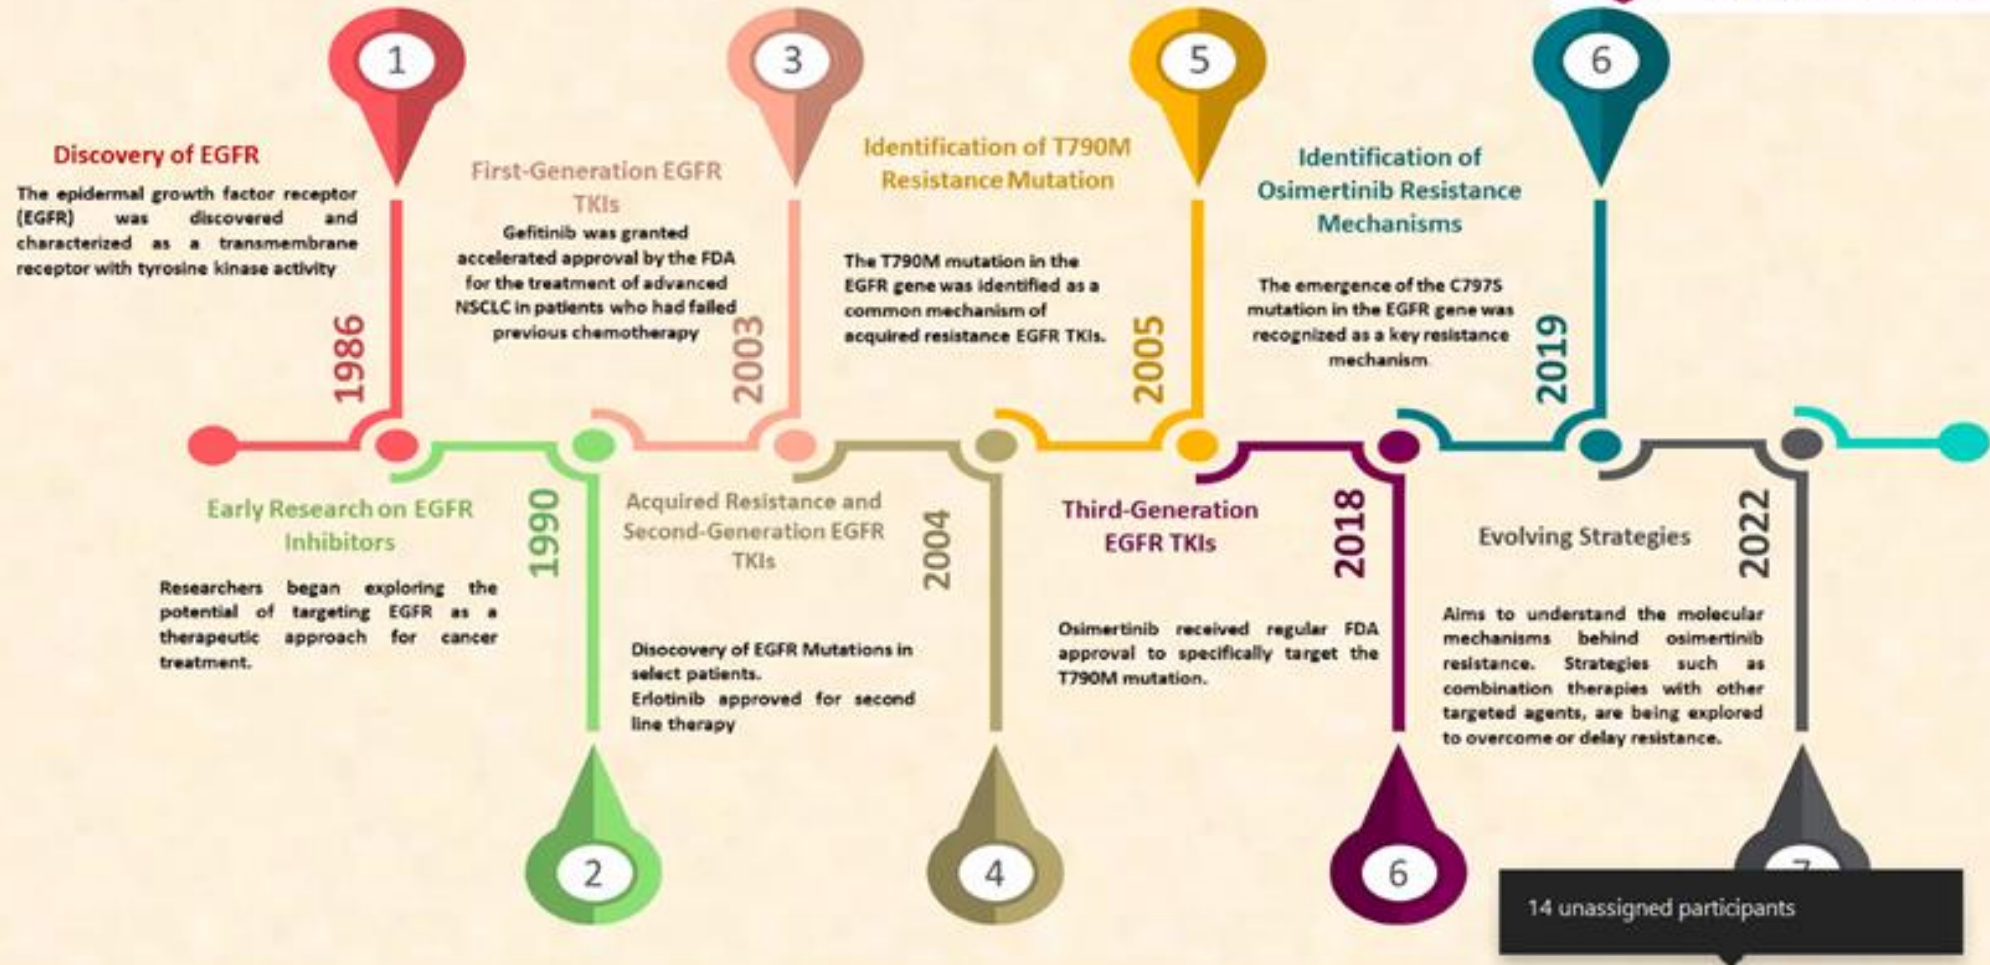 1
Discovery of EGFR
The epidermal growth factor receptor
(EGFR) was discovered and
characterized as a transmembrane
receptor with tyrosine kinase activity
1986
2
Early Research on EGFR
Inhibitors
Researchers began exploring the
potential of targeting EGFR as a
therapeutic approach for cancer
treatment.
1990
3
First-Generation EGFR
TKIs
Gefitinib was granted
accelerated approval by the FDA
for the treatment of advanced
NSCLC in patients who had failed
previous chemotherapy
2003
4
Acquired Resistance and
Second-Generation EGFR
TKIs
Disocovery of EGFR Mutations in
select patients.
Erlotinib approved for second
line therapy
2004
5
Identification of T790M
Resistance Mutation
The T790M mutation in the
EGFR gene was identified as a
common mechanism of
acquired resistance EGFR TKIs.
2005
6
Third-Generation
EGFR TKIs
Osimertinib received regular FDA
approval to specifically target the
T790M mutation.
2018
6
Identification of
Osimertinib Resistance
Mechanisms
The emergence of the C797S
mutation in the EGFR gene was
recognized as a key resistance
mechanism.
2019
7
Evolving Strategies
Aims to understand the molecular
mechanisms behind osimertinib
resistance. Strategies such as
combination therapies with other
targeted agents, are being explored
to overcome or delay resistance.
2022
14 unassigned participants